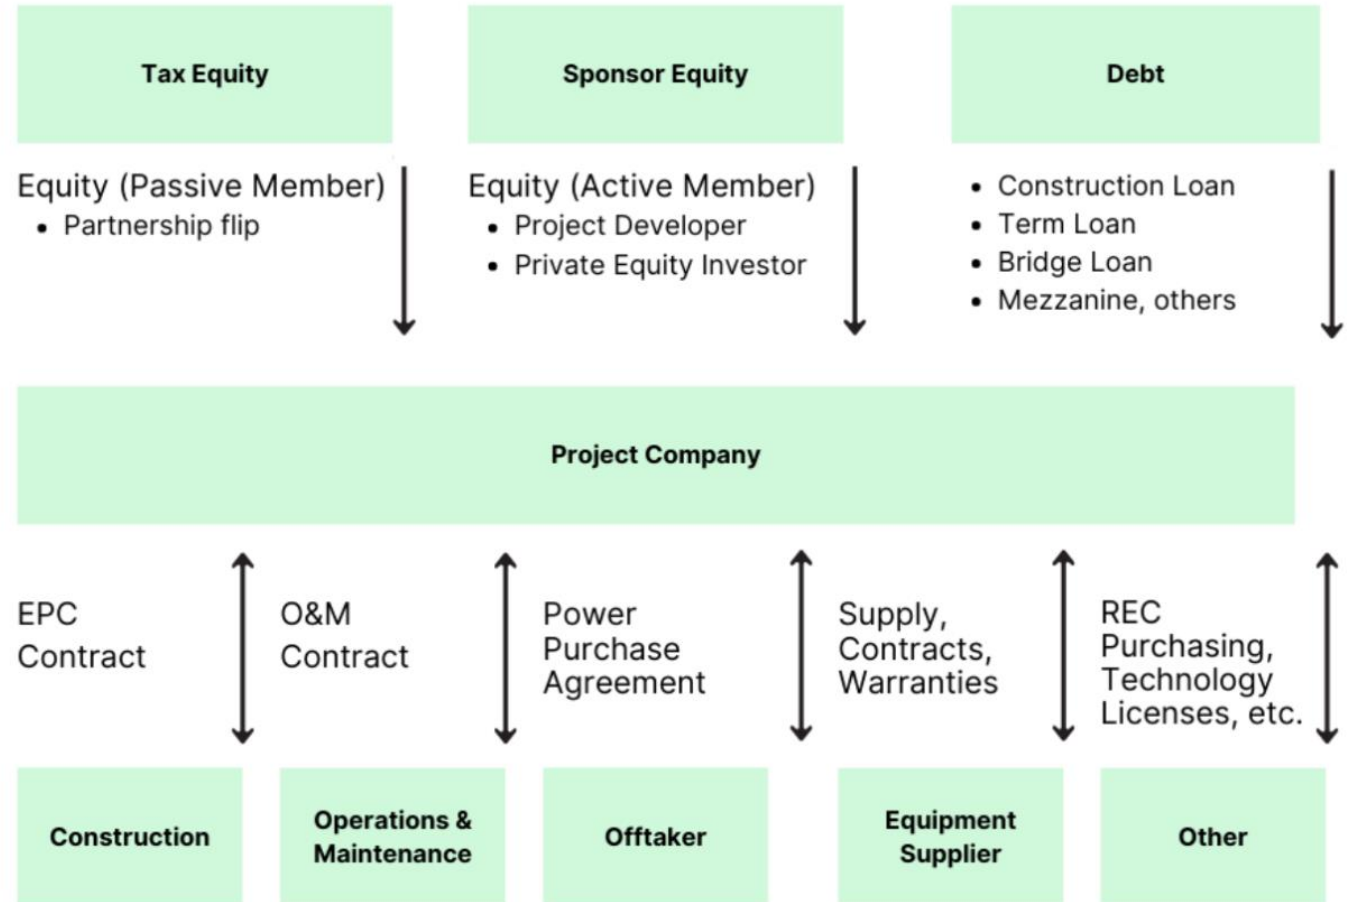 Tax Equity
Sponsor Equity
Debt
Equity (Passive Member)
• Partnership flip
Equity (Active Member)
• Project Developer
• Private Equity Investor
• Construction Loan
• Term Loan
• Bridge Loan
• Mezzanine, others
Project Company
EPC
Contract
O&M
Contract
Power
Purchase
Agreement
Supply,
Contracts,
Warranties
REC
Purchasing,
Technology
Licenses, etc.
Construction
Operations &
Maintenance
Offtaker
Equipment
Supplier
Other